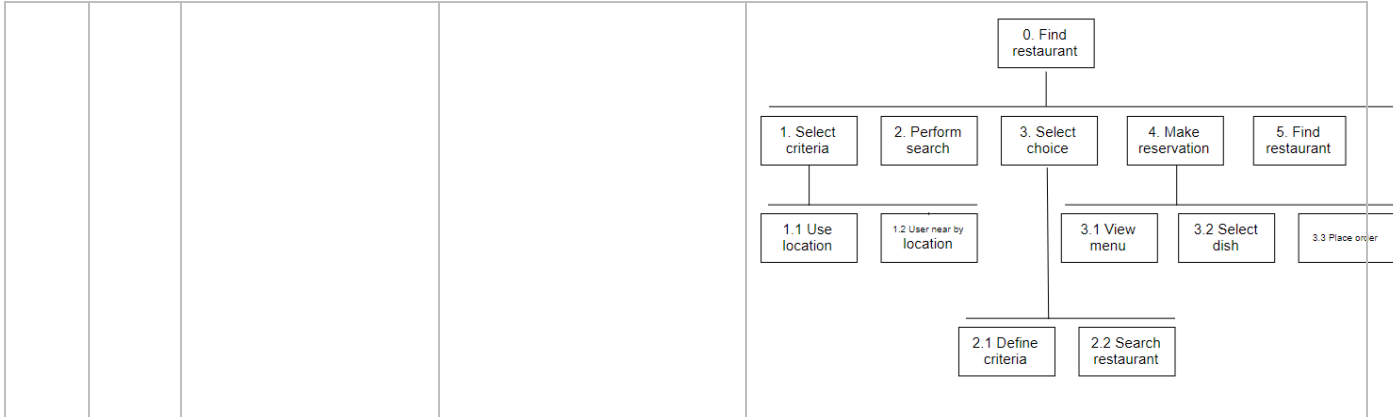 0. Find
restaurant
1. Select
criteria
2. Perform
search
3. Select
choice
4. Make
reservation
5. Find
restaurant
1.1 Use
location
1.2 User near by
location
3.1 View
menu
3.2 Select
dish
3.3 Place order
2.1 Define
criteria
2.2 Search
restaurant